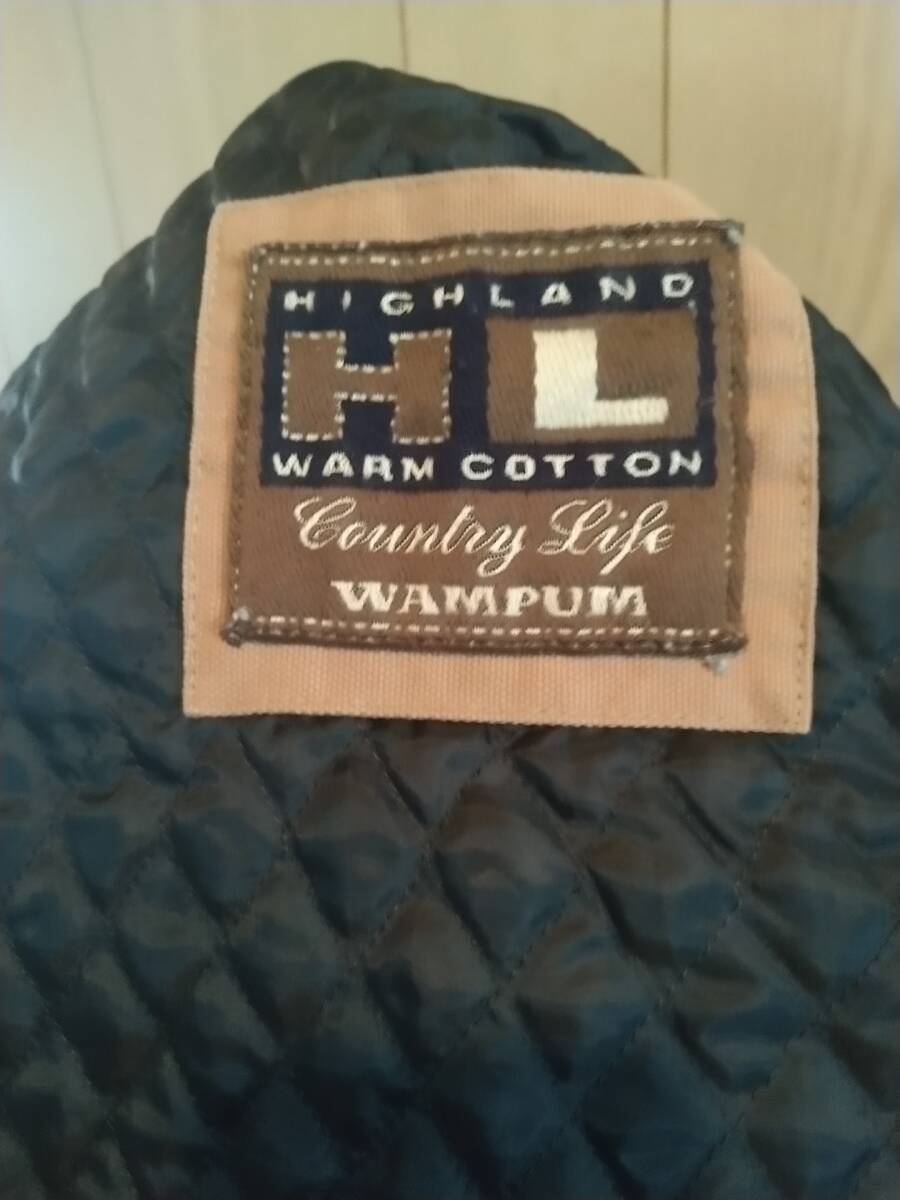 HIGHLAND
HL
WARM COTTON
Country Life
WAMPUM